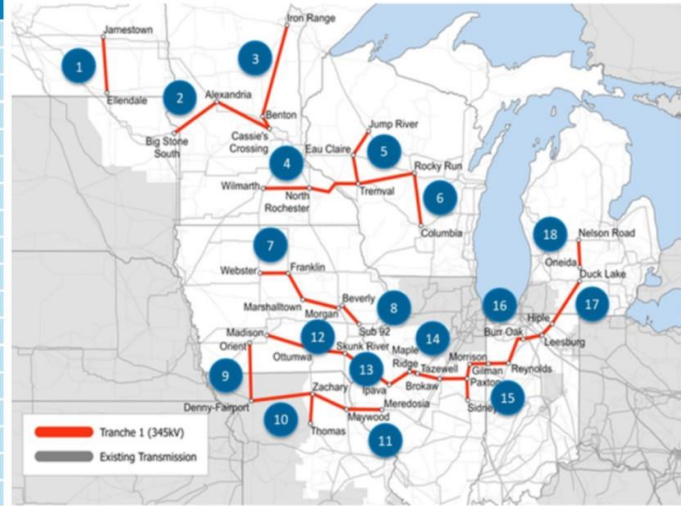 Jamestown
Iron Range
1
3
Ellendale
2
Alexandria
Benton
Big Stone
South
Cassie's
Crossing
Jump River
Eau Claire
5
4
Rocky Run
Wilmarth
North
Rochester
Tremval
6
Columbia
18
Nelson Road
Oneida
Duck Lake
7
Webster
Franklin
Marshalltown
Morgan
Beverly
8
Sub 92
16
17
Hiple
Burr Oak
Leesburg
Madison
Orient
12
Ottumwa
Skunk River
13
14
Maple
Ridge
Tazewell
Morrison
Gilman
Paxton
Reynolds
9
Ipava
Brokaw
15
Sidney
Denny-Fairport
Zachary
10
Thomas
Maywood
Meredosia
11
Tranche 1 (345kV)
Existing Transmission